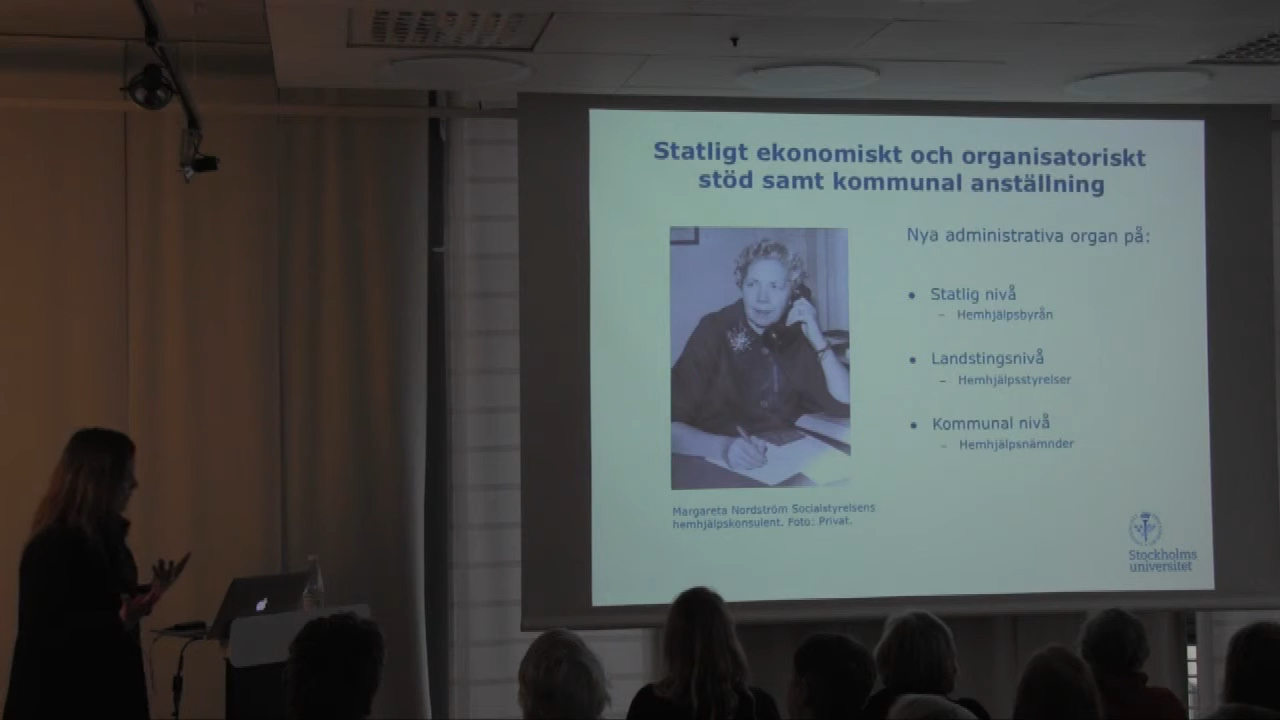 Statligt ekonomiskt och organisatoriskt
stöd samt kommunal anställning
Nya administrativa organ på:
• Statlig nivå
– Hemhjälpsbyrån
• Landstingsnivå
– Hemhjälpsstyrelser
• Kommunal nivå
– Hemhjälpsnämnder
Margareta Nordström Socialstyrelsens
hemhjälpskonsulent. Foto: Privat.
Stockholms
universitet